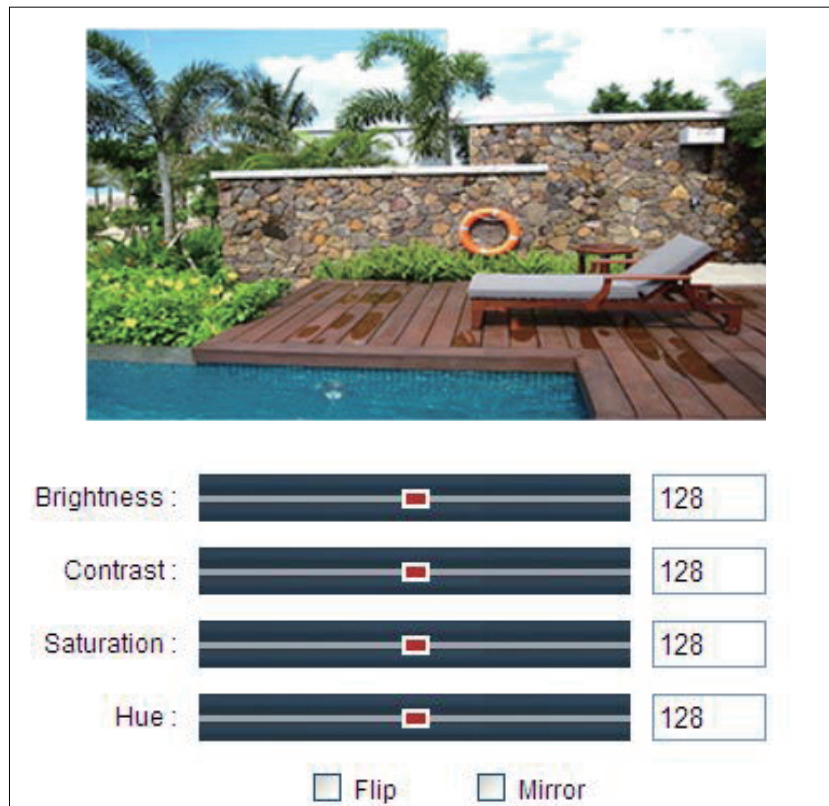 Brightness : 128
Contrast : 128
Saturation : 128
Hue : 128
Flip Mirror